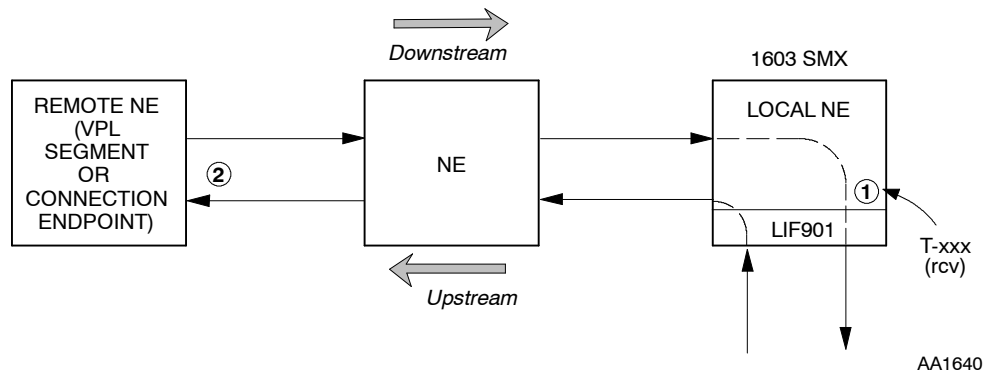 Downstream
1603 SMX
REMOTE NE
(VPL
SEGMENT
OR
CONNECTION
ENDPOINT)
2
NE
LOCAL NE
1
LIF901
T-xxx
(rcv)
Upstream
AA1640